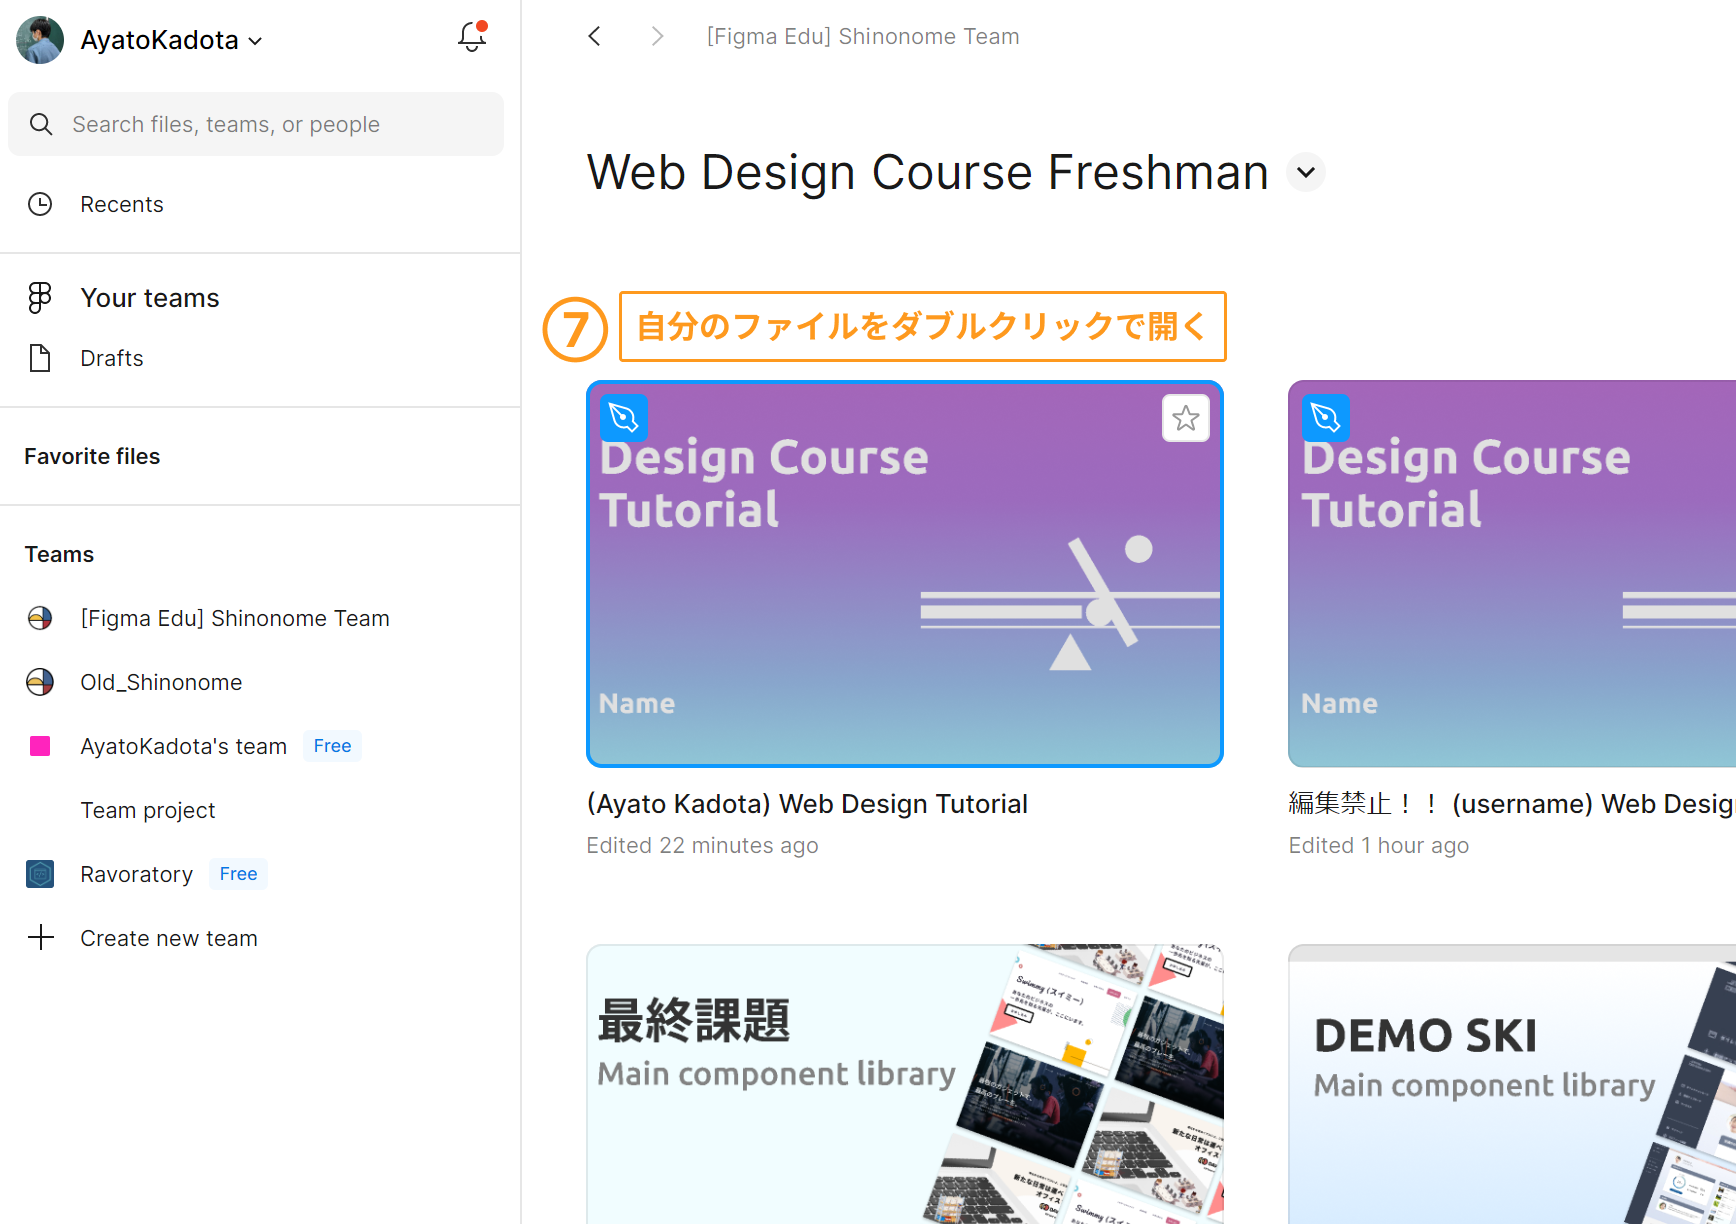 AyatoKadota
[Figma Edu] Shinonome Team
Search files, teams, or people
Recents
Your teams
Drafts
Favorite files
Teams
[Figma Edu] Shinonome Team
Old_Shinonome
AyatoKadota's team Free
Team project
Ravoratory Free
Create new team
Web Design Course Freshman
⑦ 自分のファイルをダブルクリックで開く
Design Course
Tutorial
Name
(Ayato Kadota) Web Design Tutorial
Edited 22 minutes ago
Design Course
Tutorial
Name
編集禁止！！ (username) Web Desig
Edited 1 hour ago
最終課題
Main component library
Swimmy (スイミー)
DEMO SKI
Main component library